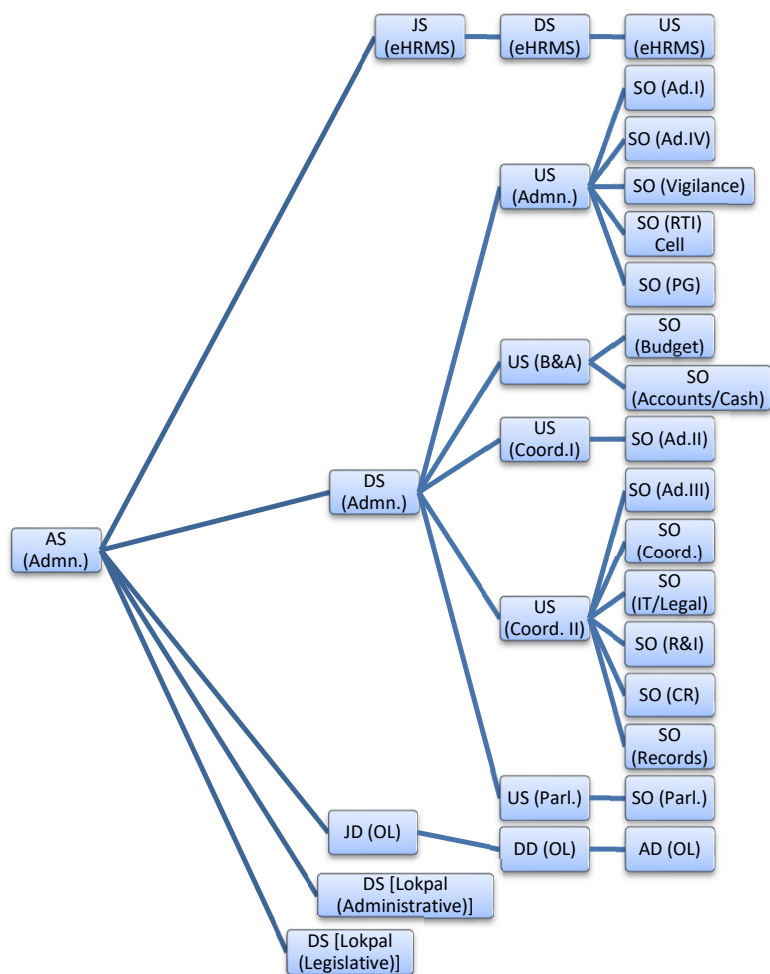 JS
(eHRMS)
DS
(eHRMS)
US
(eHRMS)
SO (Ad.I)
SO (Ad.IV)
US
(Admn.)
SO (Vigilance)
SO (RTI)
Cell
SO (PG)
SO
(Budget)
US (B&A)
SO
(Accounts/Cash)
US
(Coord.I)
SO (Ad.II)
DS
(Admn.)
SO (Ad.III)
AS
(Admn.)
SO
(Coord.)
SO
(IT/Legal)
US
(Coord. II)
SO (R&I)
SO (CR)
SO
(Records)
US (Parl.)
SO (Parl.)
JD (OL)
DD (OL)
AD (OL)
DS [Lokpal
(Administrative)]
DS [Lokpal
(Legislative)]